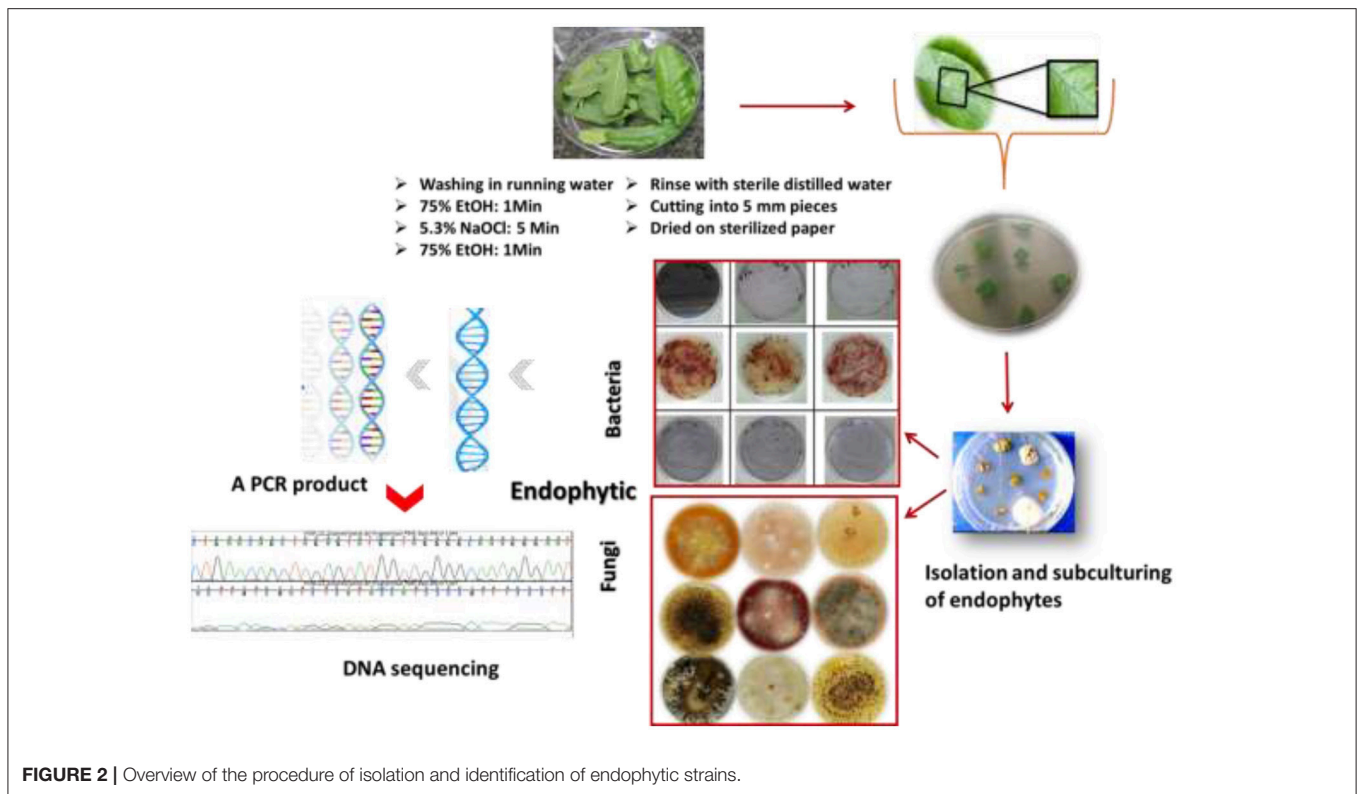 ➢ Washing in running water
➢ 75% EtOH: 1Min
➢ 5.3% NaOCl: 5 Min
➢ 75% EtOH: 1Min
➢ Rinse with sterile distilled water
➢ Cutting into 5 mm pieces
➢ Dried on sterilized paper
Bacteria
A PCR product
Endophytic
Fungi
Isolation and subculturing
of endophytes
DNA sequencing
FIGURE 2 | Overview of the procedure of isolation and identification of endophytic strains.